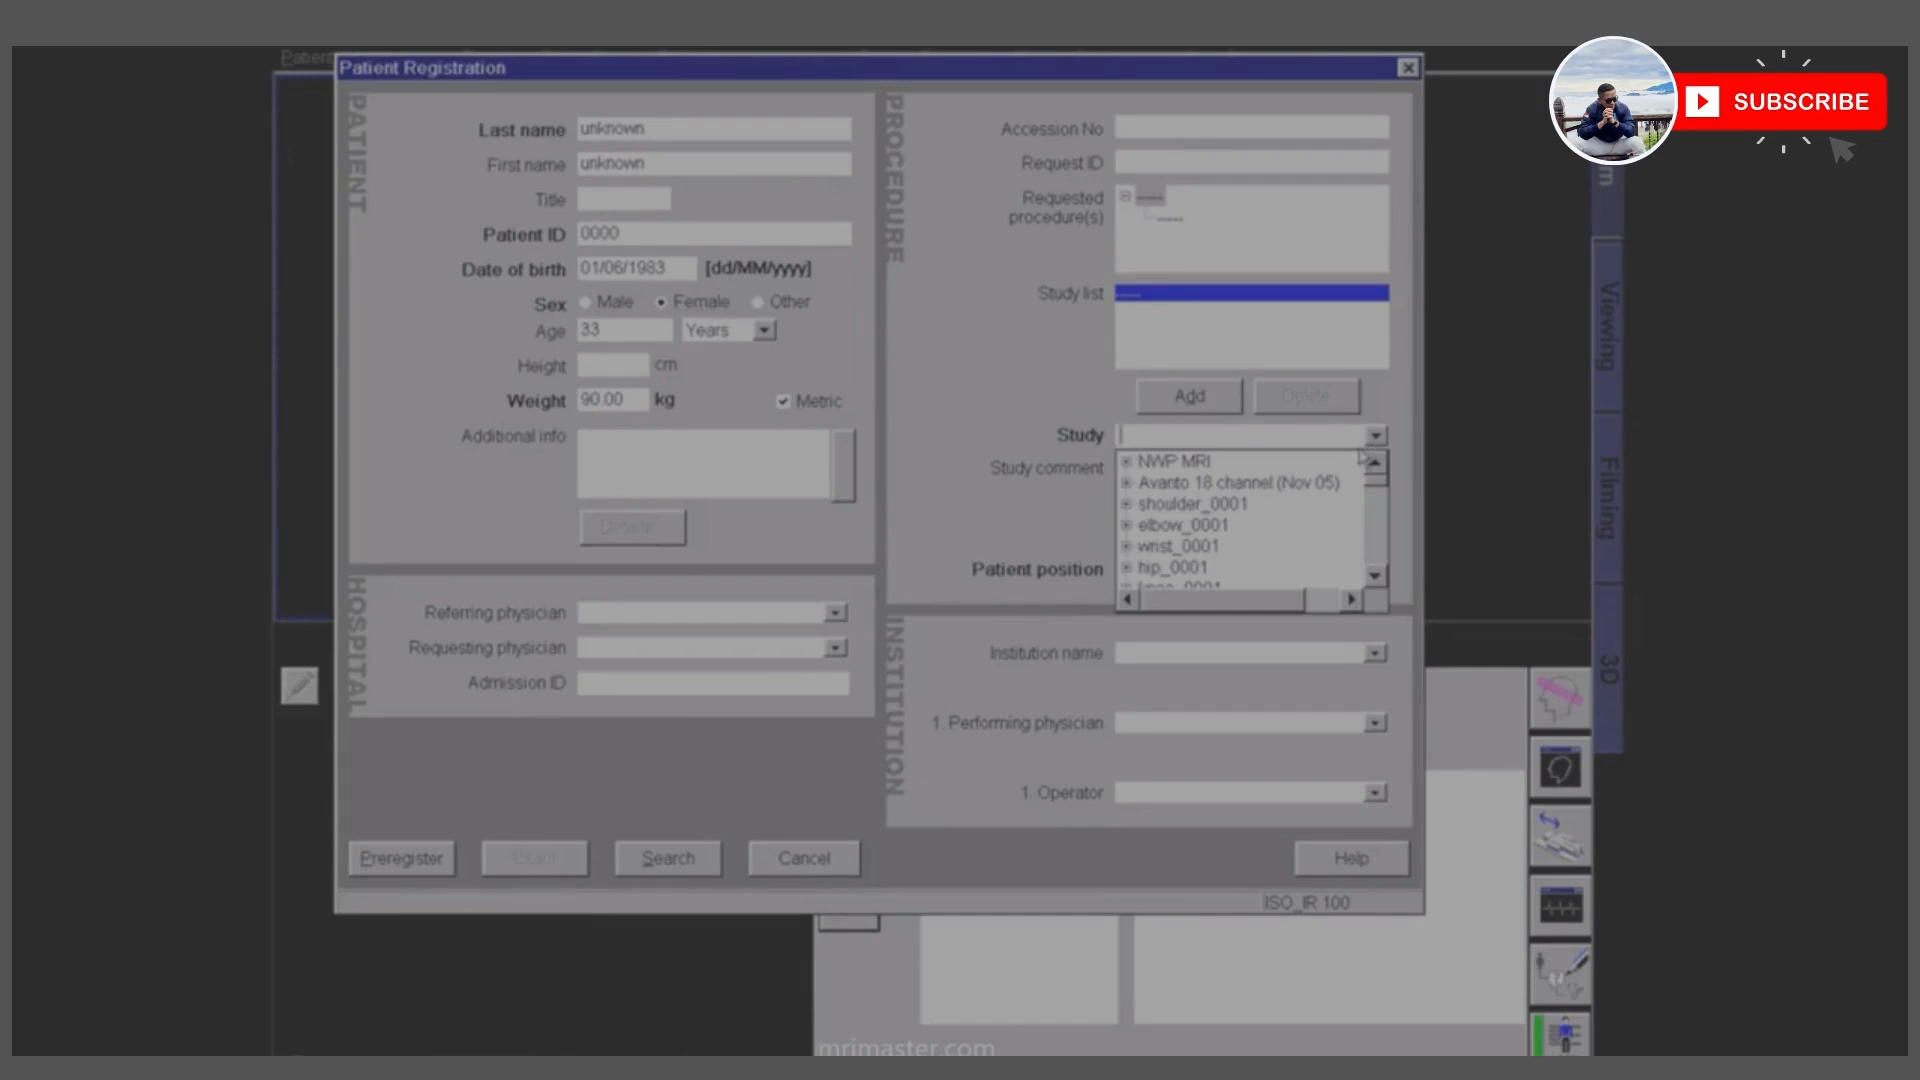 Patient
Patient Registration
SUBSCRIBE
PATIENT
Last name unknown
First name unknown
Title
Patient ID 0000
Date of birth 01/06/1983 [dd/MM/yyyy]
Sex Male Female Other
Age 33 Years
Height cm
Weight 90.00 kg Metric
Additional info
Details
HOSPITAL
Referring physician
Requesting physician
Admission ID
PROCEDURE
Accession No
Request ID
Requested
procedure(s)
Study list
Add Delete
Study
Study comment
NWP MRI
Avanto 18 channel (Nov 05)
shoulder_0001
elbow_0001
wrist_0001
hip_0001
Patient position
INSTITUTION
Institution name
1. Performing physician
1. Operator
Preregister Exam Search Cancel Help
ISO_IR 100
Viewing
Filming
3D
mrimaster.com